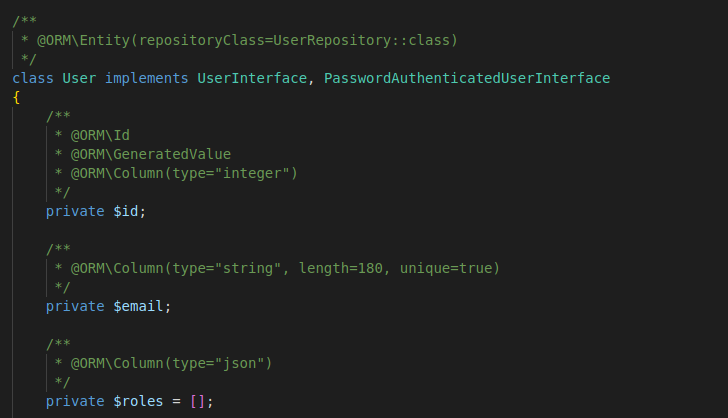 /**
 * @ORM\Entity(repositoryClass=UserRepository::class)
 */
class User implements UserInterface, PasswordAuthenticatedUserInterface
{
    /**
     * @ORM\Id
     * @ORM\GeneratedValue
     * @ORM\Column(type="integer")
     */
    private $id;

    /**
     * @ORM\Column(type="string", length=180, unique=true)
     */
    private $email;

    /**
     * @ORM\Column(type="json")
     */
    private $roles = [];